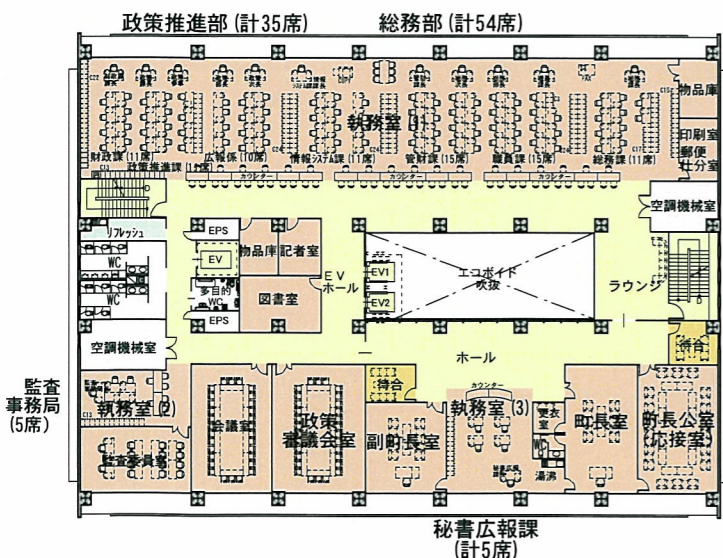 政策推進部 (計35席)
総務部 (計54席)
物品庫
執務室(1)
印刷室
郵便
仕分室
財政課 (11席)
広報係 (10席)
情報システム課 (11席)
管財課 (15席)
職員課 (15席)
総務課 (11席)
政策推進課
カウンター
カウンター
カウンター
空調機械室
リフレッシュ
EPS
物品庫
記者室
EV
WC
EV
ホール
EV1
エコボイド
吹抜
ラウンジ
WC
多目的
WC
図書室
EV2
EPS
空調機械室
ホール
待合
監査
事務局
(5席)
執務室(2)
会議室
政策
審議会室
待合
カウンター
執務室(3)
更衣
室
副町長室
町長室
町長公室
(応接室)
WC
監査委員室
湯沸
秘書広報課
(計5席)